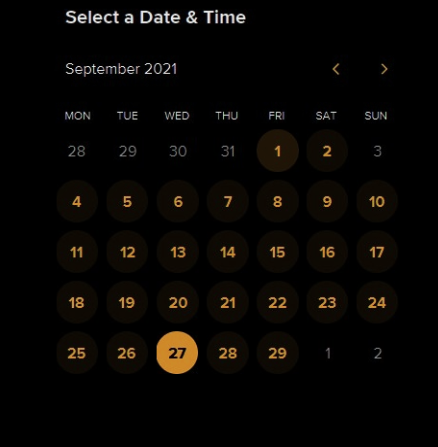 Select a Date & Time
September 2021
MON TUE WED THU FRI SAT SUN
28 29 30 31 1 2 3
4 5 6 7 8 9 10
11 12 13 14 15 16 17
18 19 20 21 22 23 24
25 26 27 28 29 1 2